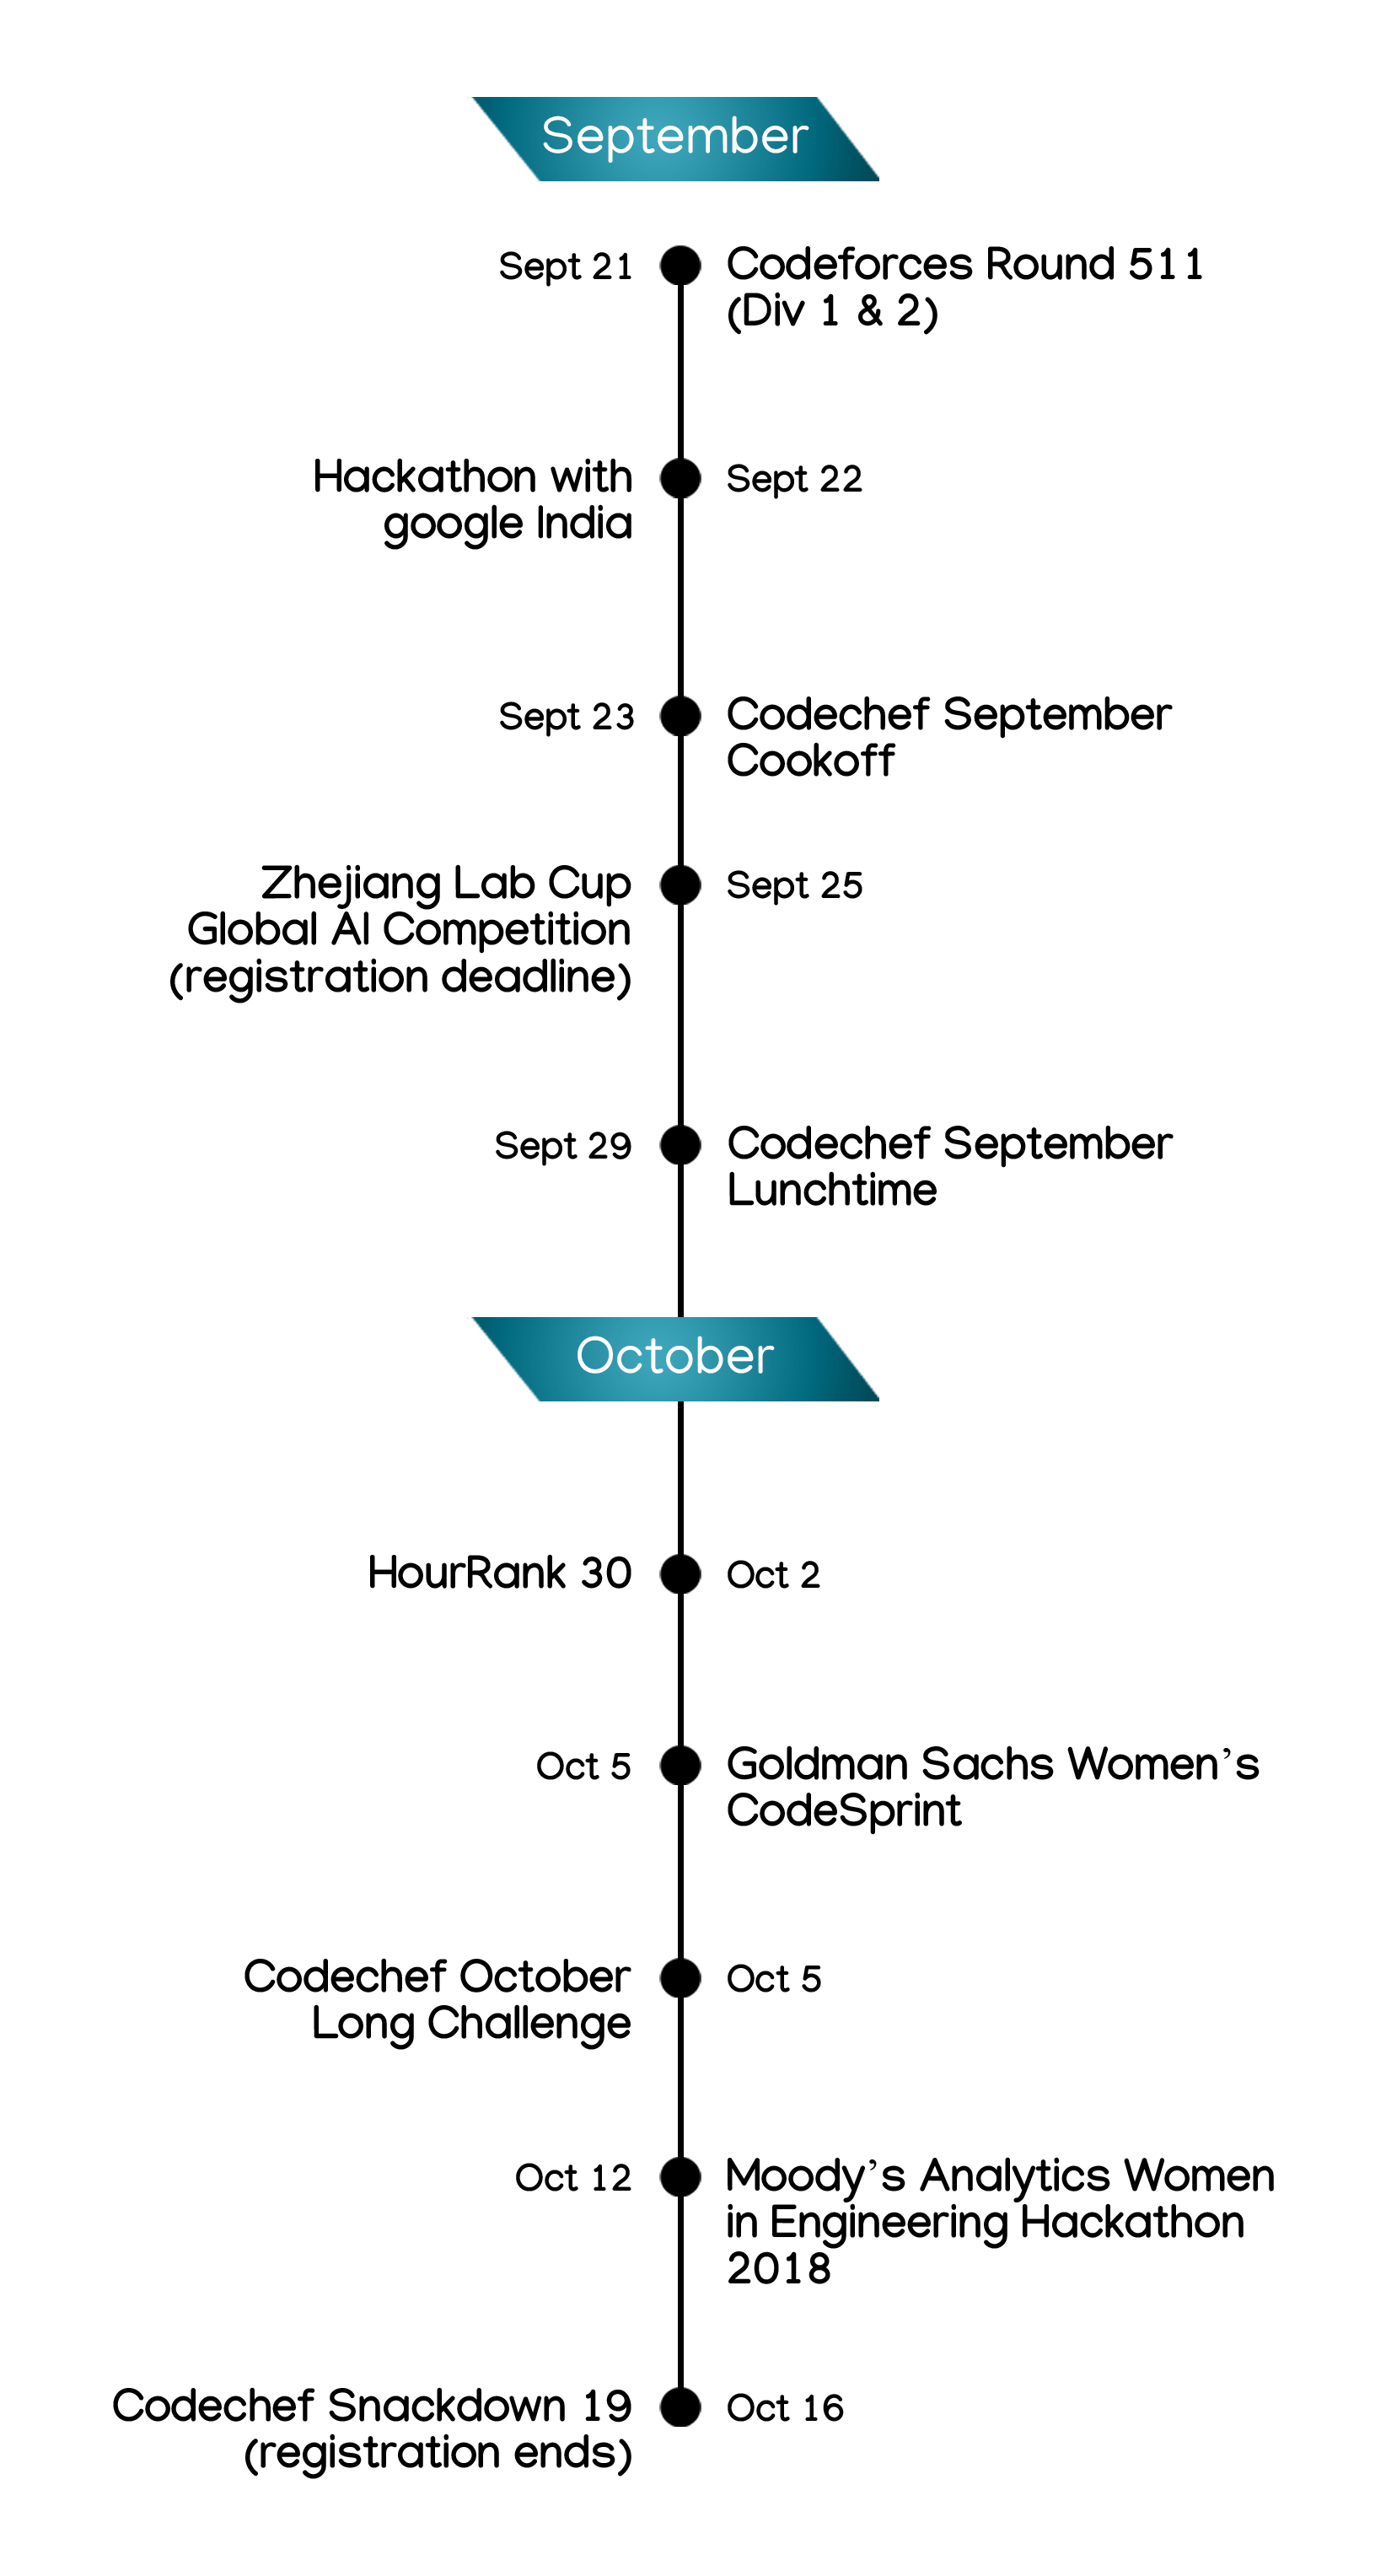 September
Sept 21
Codeforces Round 511
(Div 1 & 2)
Hackathon with
google India
Sept 22
Sept 23
Codechef September
Cookoff
Zhejiang Lab Cup
Global AI Competition
(registration deadline)
Sept 25
Sept 29
Codechef September
Lunchtime
October
HourRank 30
Oct 2
Oct 5
Goldman Sachs Women's
CodeSprint
Codechef October
Long Challenge
Oct 5
Oct 12
Moody's Analytics Women
in Engineering Hackathon
2018
Codechef Snackdown 19
(registration ends)
Oct 16